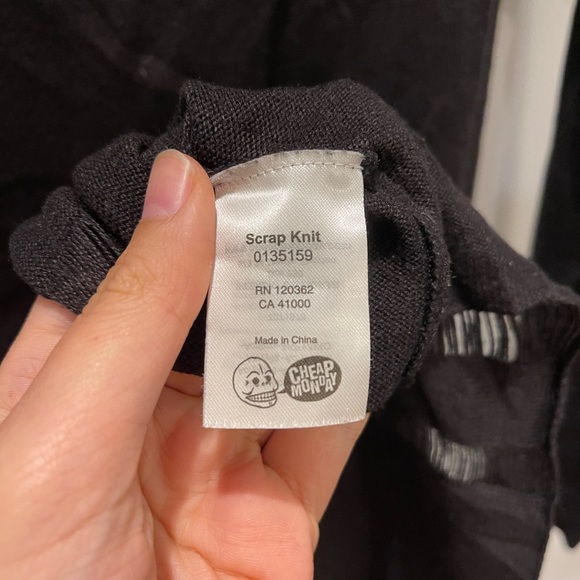 Scrap Knit
0135159
RN 120362
CA 41000
Made in China
CHEAP
MONDAY